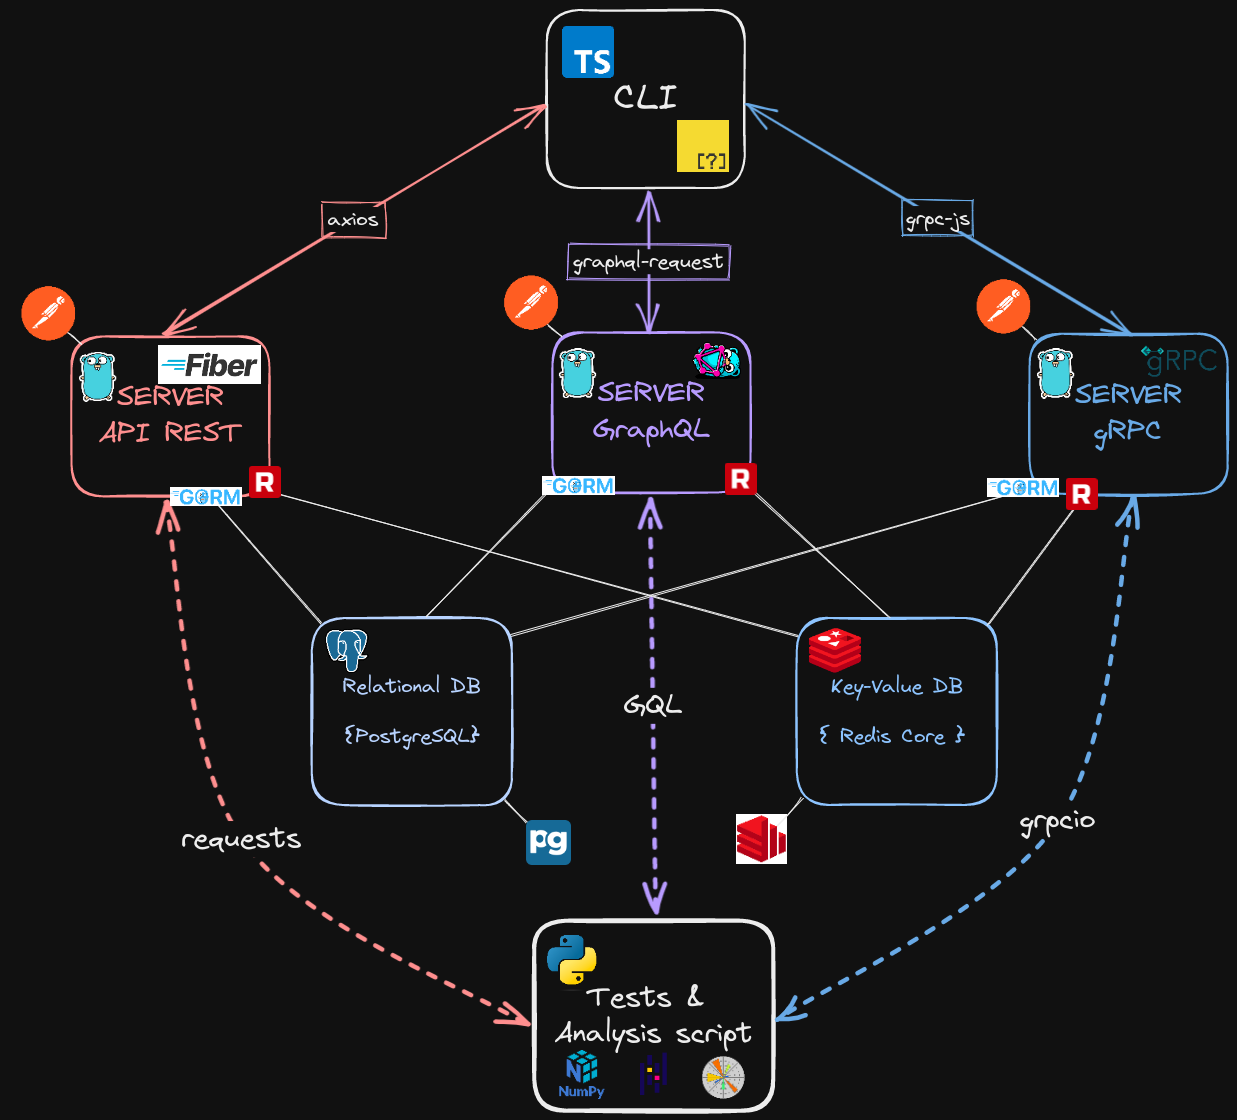 TS
CLI
[?]
axios
grpc-js
graphql-request
Fiber
SERVER
API REST
GORM
R
SERVER
GraphQL
GORM
R
gRPC
SERVER
gRPC
GORM
R
Relational DB
{PostgreSQL}
GQL
Key-Value DB
{ Redis Core }
pg
requests
grpcio
Tests &
Analysis script
NumPy